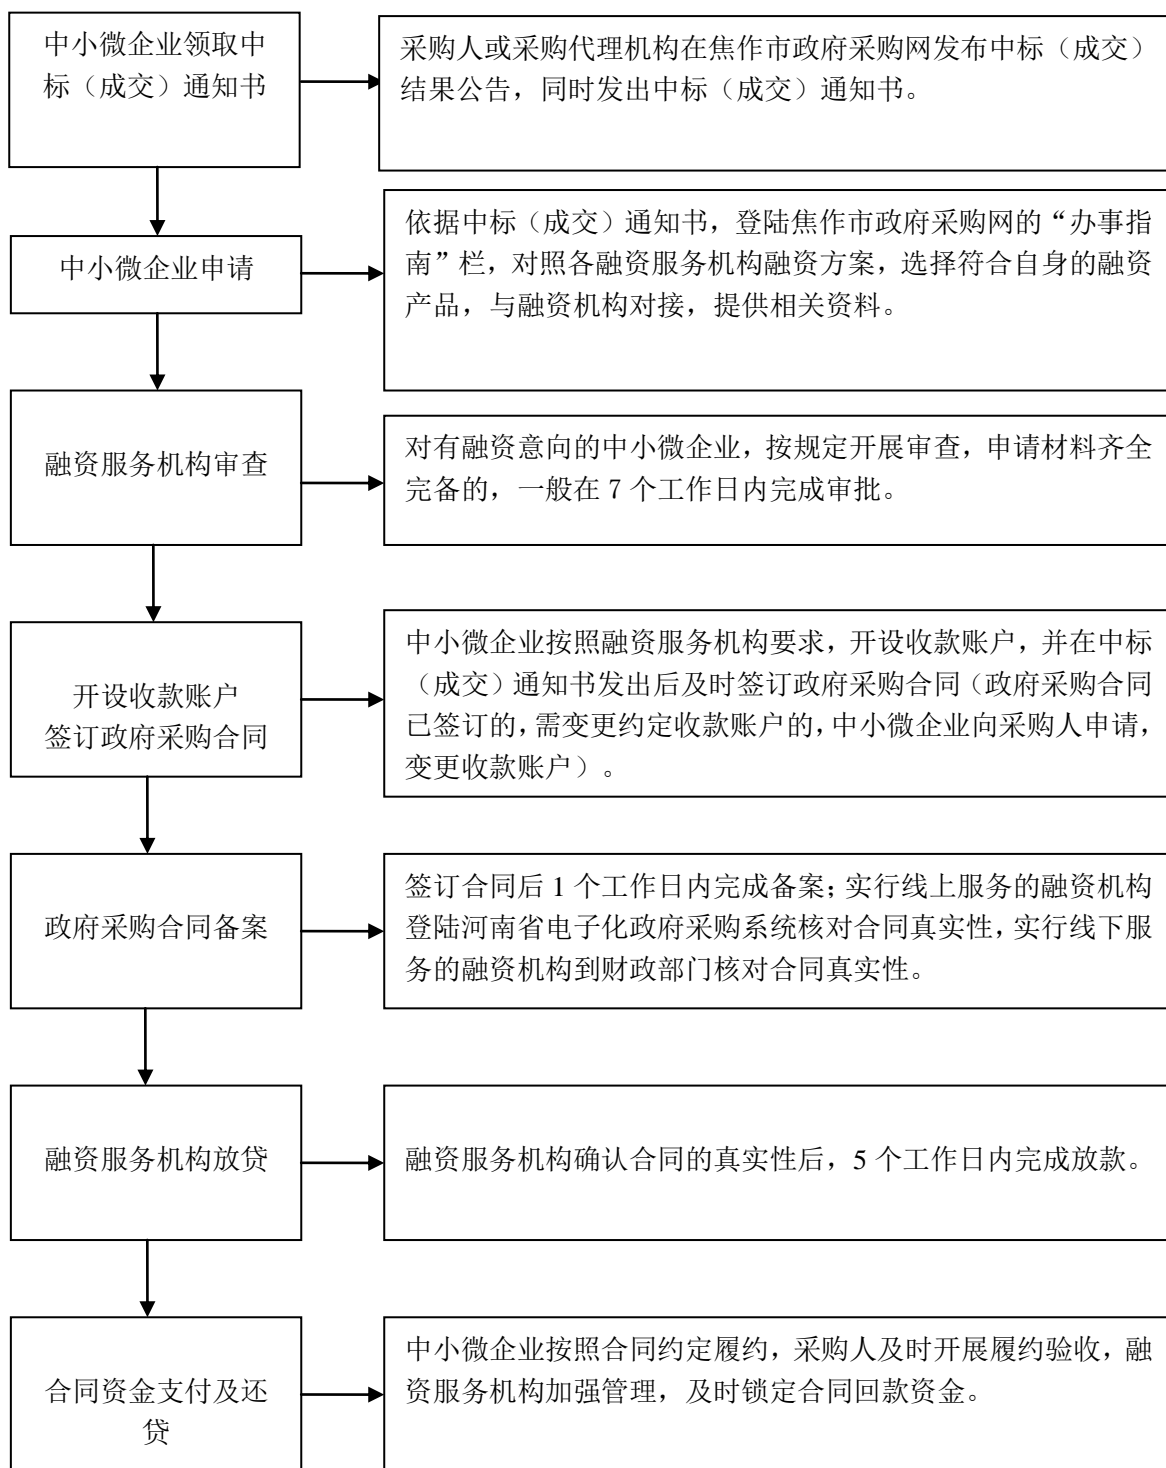 中小微企业领取中
标（成交）通知书
采购人或采购代理机构在焦作市政府采购网发布中标（成交）
结果公告，同时发出中标（成交）通知书。
中小微企业申请
依据中标（成交）通知书，登陆焦作市政府采购网的“办事指
南”栏，对照各融资服务机构融资方案，选择符合自身的融资
产品，与融资机构对接，提供相关资料。
融资服务机构审查
对有融资意向的中小微企业，按规定开展审查，申请材料齐全
完备的，一般在 7 个工作日内完成审批。
开设收款账户
签订政府采购合同
中小微企业按照融资服务机构要求，开设收款账户，并在中标
（成交）通知书发出后及时签订政府采购合同（政府采购合同
已签订的，需变更约定收款账户的，中小微企业向采购人申请，
变更收款账户）。
政府采购合同备案
签订合同后 1 个工作日内完成备案；实行线上服务的融资机构
登陆河南省电子化政府采购系统核对合同真实性，实行线下服
务的融资机构到财政部门核对合同真实性。
融资服务机构放贷
融资服务机构确认合同的真实性后，5 个工作日内完成放款。
合同资金支付及还
贷
中小微企业按照合同约定履约，采购人及时开展履约验收，融
资服务机构加强管理，及时锁定合同回款资金。